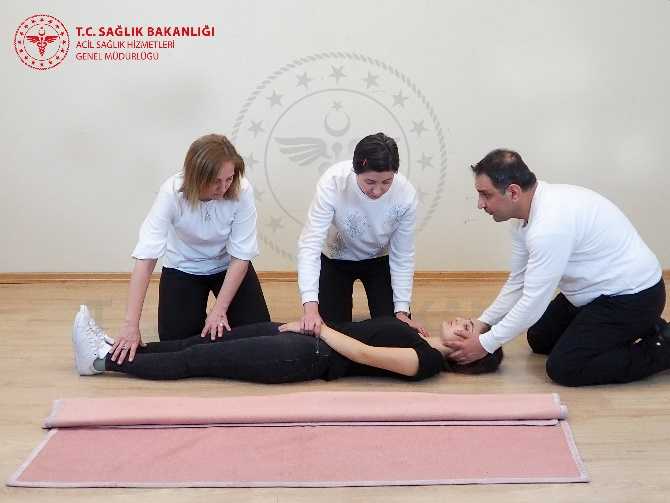 T.C. SAĞLIK BAKANLIĞI
ACİL SAĞLIK HİZMETLERİ
GENEL MÜDÜRLÜĞÜ